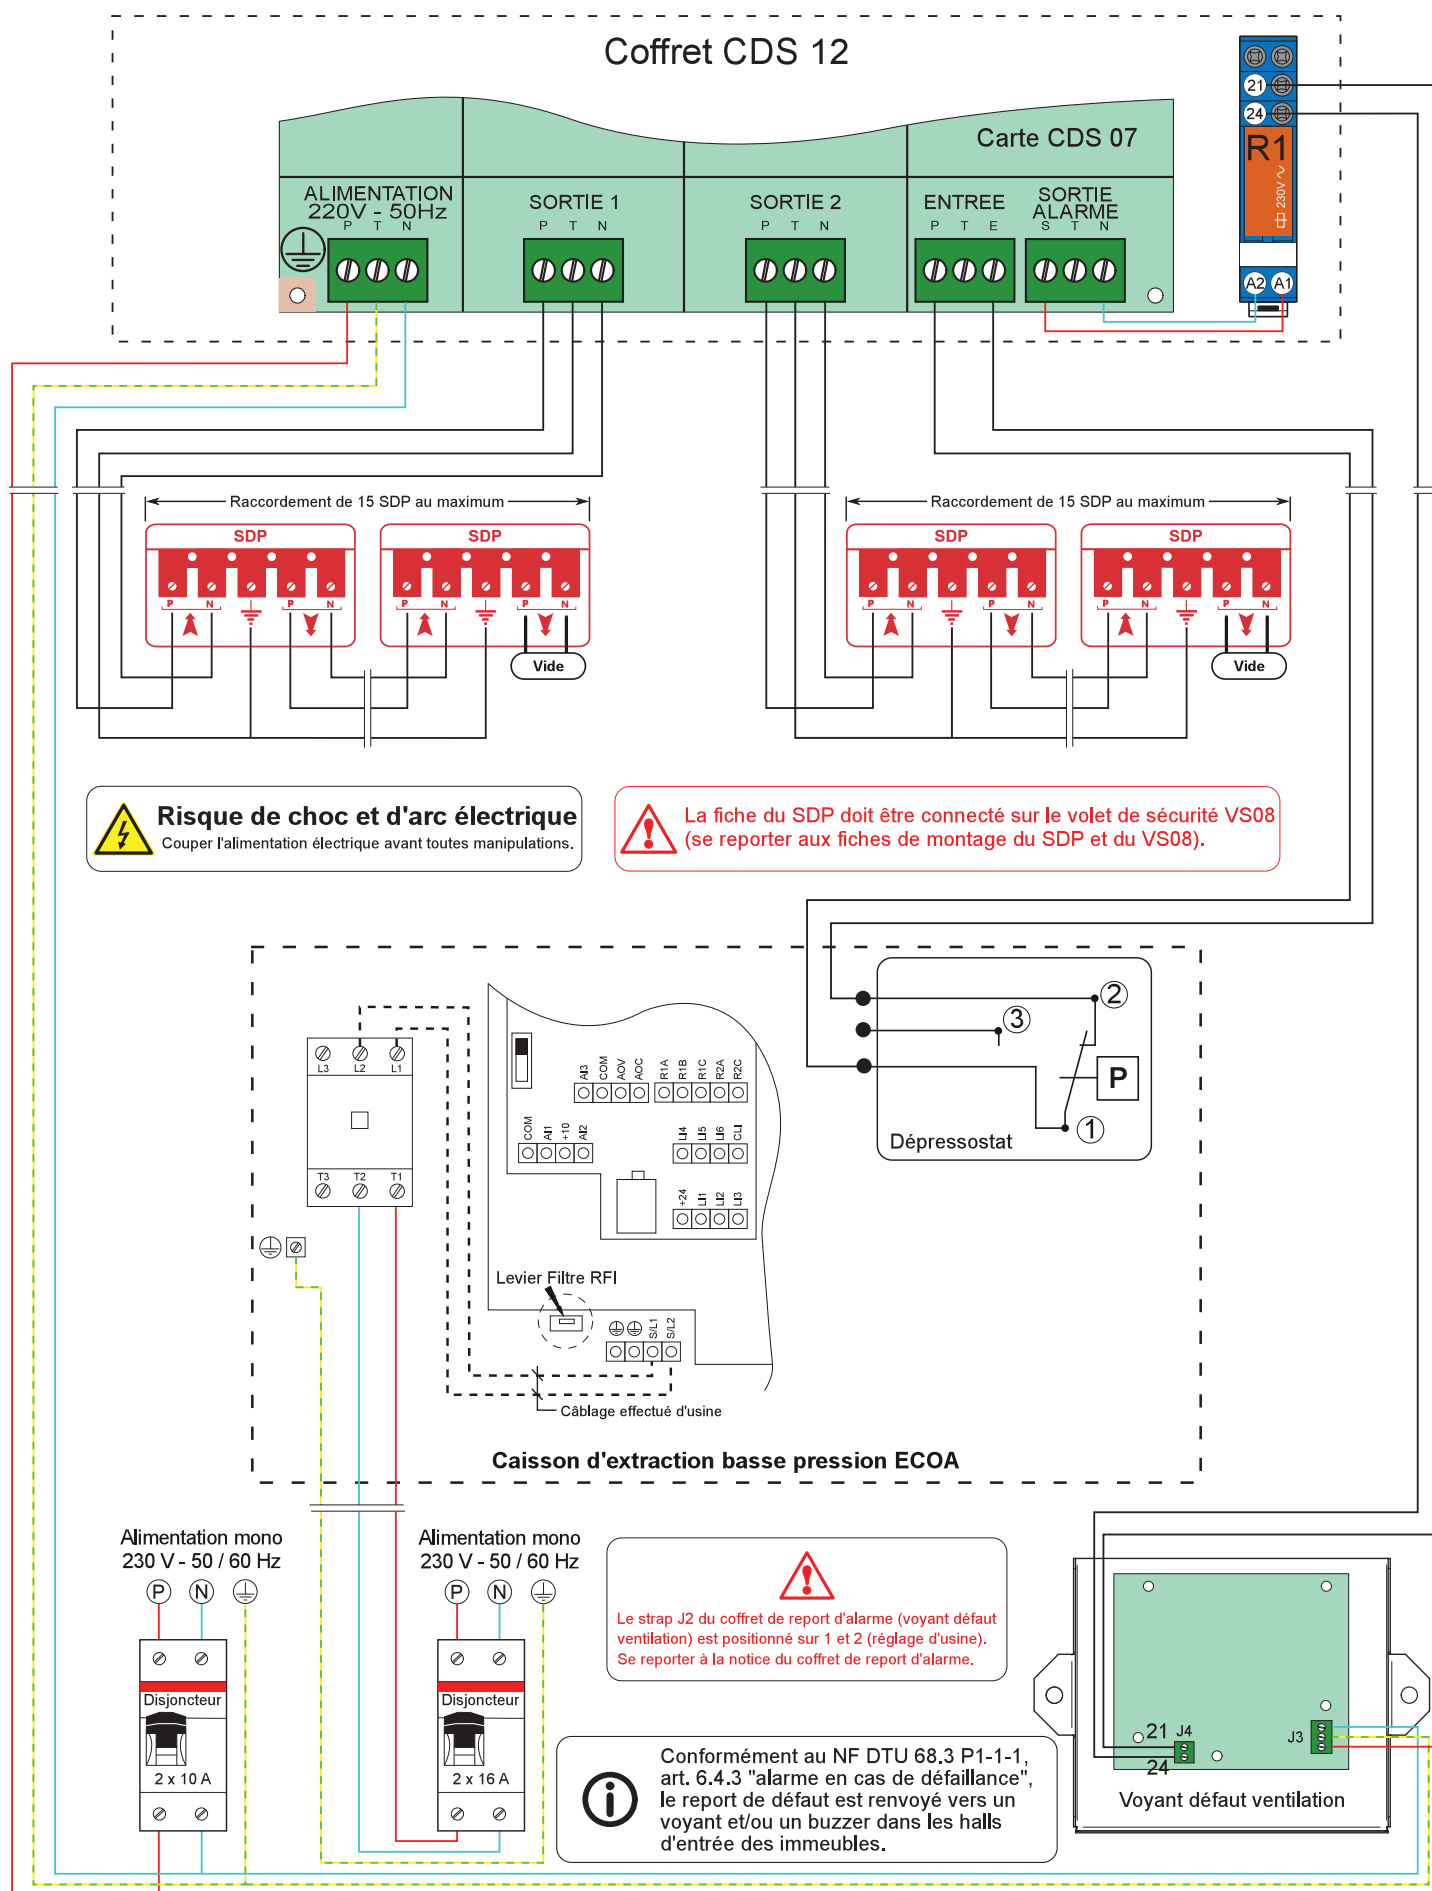 Coffret CDS 12
21
24
R1
230V
A2 A1
Carte CDS 07
ALIMENTATION
220V - 50Hz
P T N
SORTIE 1
P T N
SORTIE 2
P T N
ENTREE
P T E
SORTIE
ALARME
S T N
Raccordement de 15 SDP au maximum
SDP
P N P N
SDP
P N P N
Vide
Raccordement de 15 SDP au maximum
SDP
P N P N
SDP
P N P N
Vide
Risque de choc et d'arc électrique
Couper l'alimentation électrique avant toutes manipulations.
La fiche du SDP doit être connecté sur le volet de sécurité VS08
(se reporter aux fiches de montage du SDP et du VS08).
L3 L2 L1
T3 T2 T1
AI3 COM AOV AOC
R1A R1B R1C R2A R2C
COM AI1 +10 AI2
LI4 LI5 LI6 CLI
+24 LI1 LI2 LI3
Levier Filtre RFI
S/L1 S/L2
Câblage effectué d'usine
2
3
P
1
Dépressostat
Caisson d'extraction basse pression ECOA
Alimentation mono
230 V - 50 / 60 Hz
P N
Disjoncteur
2 x 10 A
Alimentation mono
230 V - 50 / 60 Hz
P N
Disjoncteur
2 x 16 A
Le strap J2 du coffret de report d'alarme (voyant défaut
ventilation) est positionné sur 1 et 2 (réglage d'usine).
Se reporter à la notice du coffret de report d'alarme.
Conformément au NF DTU 68.3 P1-1-1,
art. 6.4.3 "alarme en cas de défaillance",
le report de défaut est renvoyé vers un
voyant et/ou un buzzer dans les halls
d'entrée des immeubles.
21 J4
24
J3
Voyant défaut ventilation